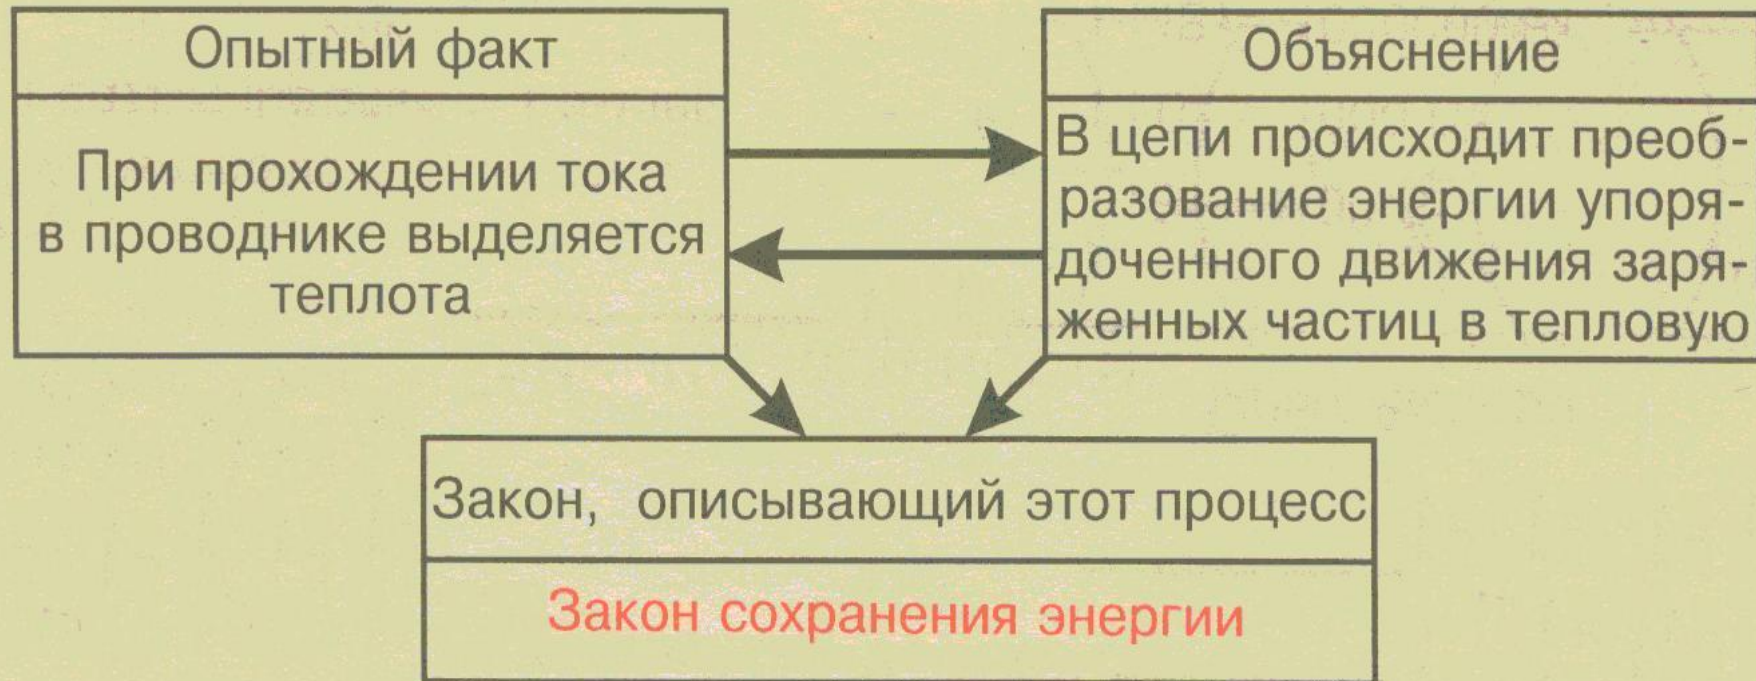 Опытный факт
При прохождении тока
в проводнике выделяется
теплота
Объяснение
В цепи происходит преоб-
разование энергии упоря-
доченного движения заря-
женных частиц в тепловую
Закон, описывающий этот процесс
Закон сохранения энергии